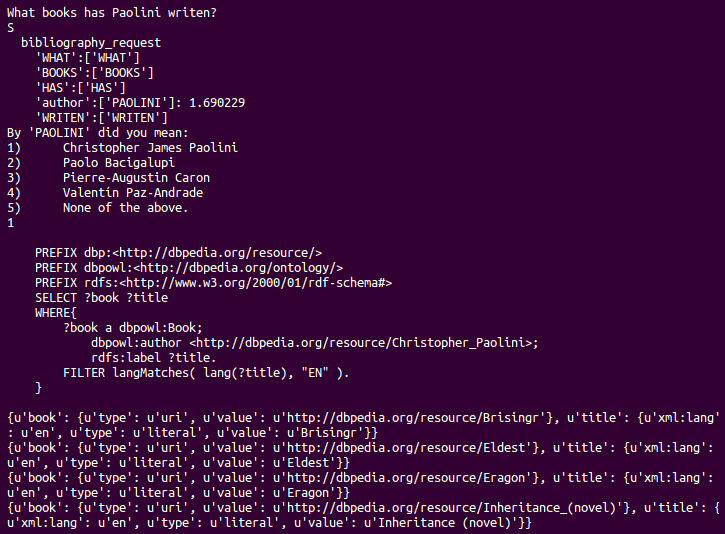 What books has Paolini writen?
S
  bibliography_request
    'WHAT':['WHAT']
    'BOOKS':['BOOKS']
    'HAS':['HAS']
    'author':['PAOLINI']: 1.690229
    'WRITEN':['WRITEN']
By 'PAOLINI' did you mean:
1)      Christopher James Paolini
2)      Paolo Bacigalupi
3)      Pierre-Augustin Caron
4)      Valentin Paz-Andrade
5)      None of the above.
1

    PREFIX dbp:<http://dbpedia.org/resource/>
    PREFIX dbpowl:<http://dbpedia.org/ontology/>
    PREFIX rdfs:<http://www.w3.org/2000/01/rdf-schema#>
    SELECT ?book ?title
    WHERE{
        ?book a dbpowl:Book;
            dbpowl:author <http://dbpedia.org/resource/Christopher_Paolini>;
            rdfs:label ?title.
        FILTER langMatches( lang(?title), "EN" ).
    }

{u'book': {u'type': u'uri', u'value': u'http://dbpedia.org/resource/Brisingr'}, u'title': {u'xml:lang'
: u'en', u'type': u'literal', u'value': u'Brisingr'}}
{u'book': {u'type': u'uri', u'value': u'http://dbpedia.org/resource/Eldest'}, u'title': {u'xml:lang':
u'en', u'type': u'literal', u'value': u'Eldest'}}
{u'book': {u'type': u'uri', u'value': u'http://dbpedia.org/resource/Eragon'}, u'title': {u'xml:lang':
u'en', u'type': u'literal', u'value': u'Eragon'}}
{u'book': {u'type': u'uri', u'value': u'http://dbpedia.org/resource/Inheritance_(novel)'}, u'title': {
u'xml:lang': u'en', u'type': u'literal', u'value': u'Inheritance (novel)'}}